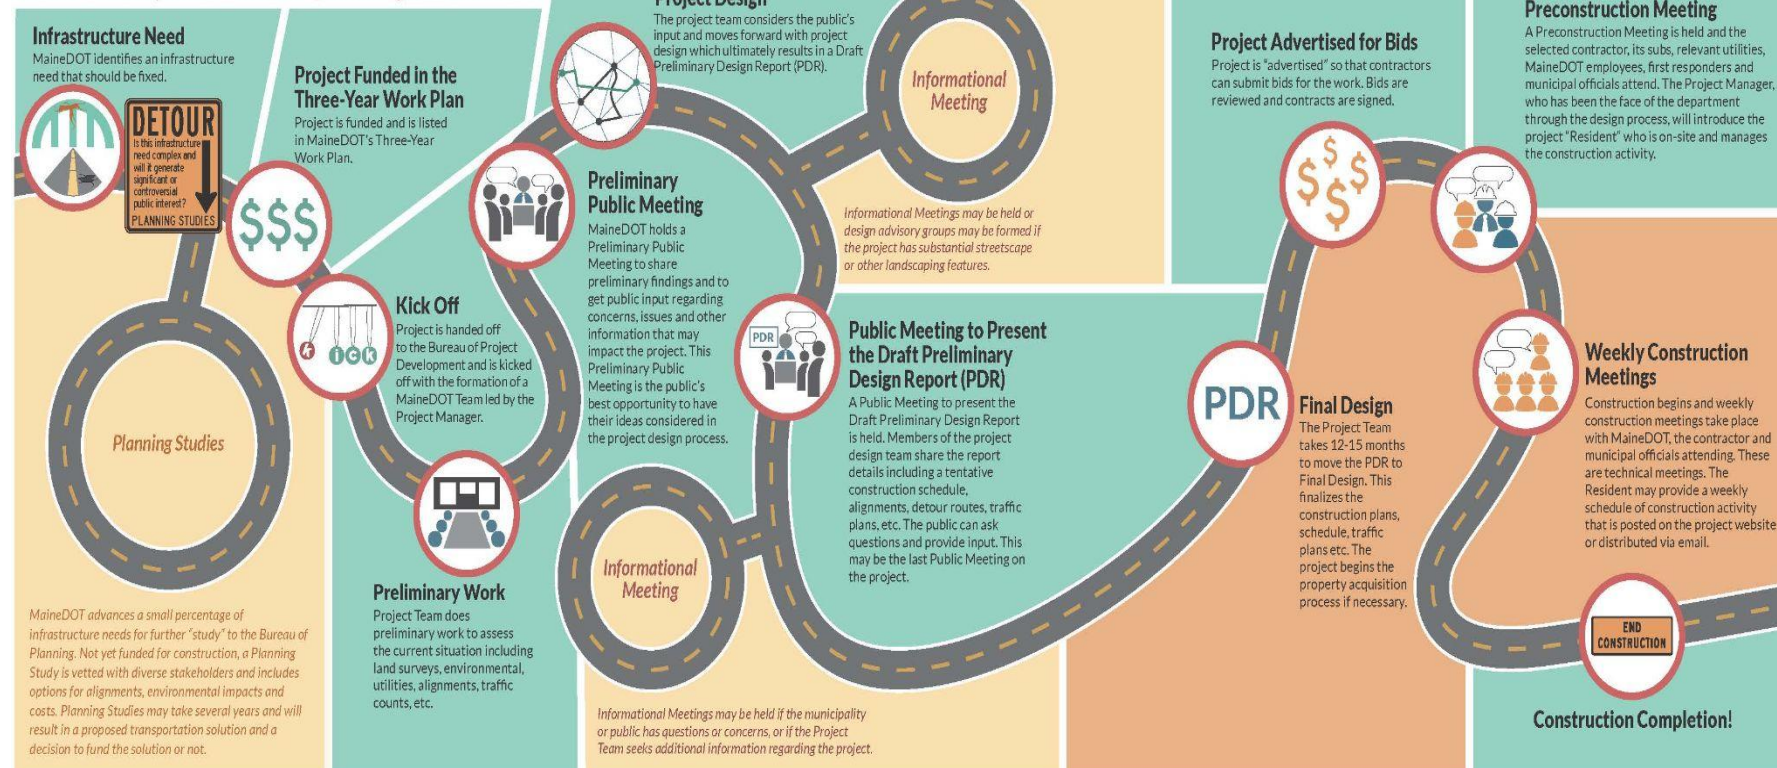 Infrastructure Need
MaineDOT identifies an infrastructure
need that should be fixed.
DETOUR
Is this infrastructure
need complex and
will it generate
significant or
controversial
public interest?
PLANNING STUDIES
Planning Studies
MaineDOT advances a small percentage of
infrastructure needs for further "study" to the Bureau of
Planning. Not yet funded for construction, a Planning
Study is vetted with diverse stakeholders and includes
options for alignments, environmental impacts and
costs. Planning Studies may take several years and will
result in a proposed transportation solution and a
decision to fund the solution or not.
Project Funded in the
Three-Year Work Plan
Project is funded and is listed
in MaineDOT's Three-Year
Work Plan.
$$$
Kick Off
Project is handed off
to the Bureau of Project
Development and is kicked
off with the formation of a
MaineDOT Team led by the
Project Manager.
k ick
Preliminary Work
Project Team does
preliminary work to assess
the current situation including
land surveys, environmental,
utilities, alignments, traffic
counts, etc.
Preliminary
Public Meeting
MaineDOT holds a
Preliminary Public
Meeting to share
preliminary findings and to
get public input regarding
concerns, issues and other
information that may
impact the project. This
Preliminary Public
Meeting is the public's
best opportunity to have
their ideas considered in
the project design process.
Project Design
The project team considers the public's
input and moves forward with project
design which ultimately results in a Draft
Preliminary Design Report (PDR).
Informational
Meeting
Informational Meetings may be held or
design advisory groups may be formed if
the project has substantial streetscape
or other landscaping features.
PDR
Public Meeting to Present
the Draft Preliminary
Design Report (PDR)
A Public Meeting to present the
Draft Preliminary Design Report
is held. Members of the project
design team share the report
details including a tentative
construction schedule,
alignments, detour routes, traffic
plans, etc. The public can ask
questions and provide input. This
may be the last Public Meeting on
the project.
Informational
Meeting
Informational Meetings may be held if the municipality
or public has questions or concerns, or if the Project
Team seeks additional information regarding the project.
PDR
Final Design
The Project Team
takes 12-15 months
to move the PDR to
Final Design. This
finalizes the
construction plans,
schedule, traffic
plans etc. The
project begins the
property acquisition
process if necessary.
Project Advertised for Bids
Project is "advertised" so that contractors
can submit bids for the work. Bids are
reviewed and contracts are signed.
$ $ $ $
Preconstruction Meeting
A Preconstruction Meeting is held and the
selected contractor, its subs, relevant utilities,
MaineDOT employees, first responders and
municipal officials attend. The Project Manager,
who has been the face of the department
through the design process, will introduce the
project "Resident" who is on-site and manages
the construction activity.
Weekly Construction
Meetings
Construction begins and weekly
construction meetings take place
with MaineDOT, the contractor and
municipal officials attending. These
are technical meetings. The
Resident may provide a weekly
schedule of construction activity
that is posted on the project website
or distributed via email.
END
CONSTRUCTION
Construction Completion!